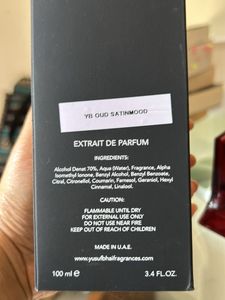 YB OUD SATINMOOD
EXTRAIT DE PARFUM
INGREDIENTS:
Alcohol Denat 70%, Aqua (Water), Fragrance, Alpha
Isomethyl Ionone, Benzyl Alcohol, Benzyl Benzoate,
Citral, Citronellol, Coumarin, Farnesol, Geraniol, Hexyl
Cinnamal, Linalool.
CAUTION:
FLAMMABLE UNTIL DRY
FOR EXTERNAL USE ONLY
DO NOT USE NEAR FIRE
KEEP OUT OF REACH OF CHILDREN
MADE IN U.A.E.
www.yusufbhaifragrances.com
100 ml ℮ 3.4 FL.OZ.